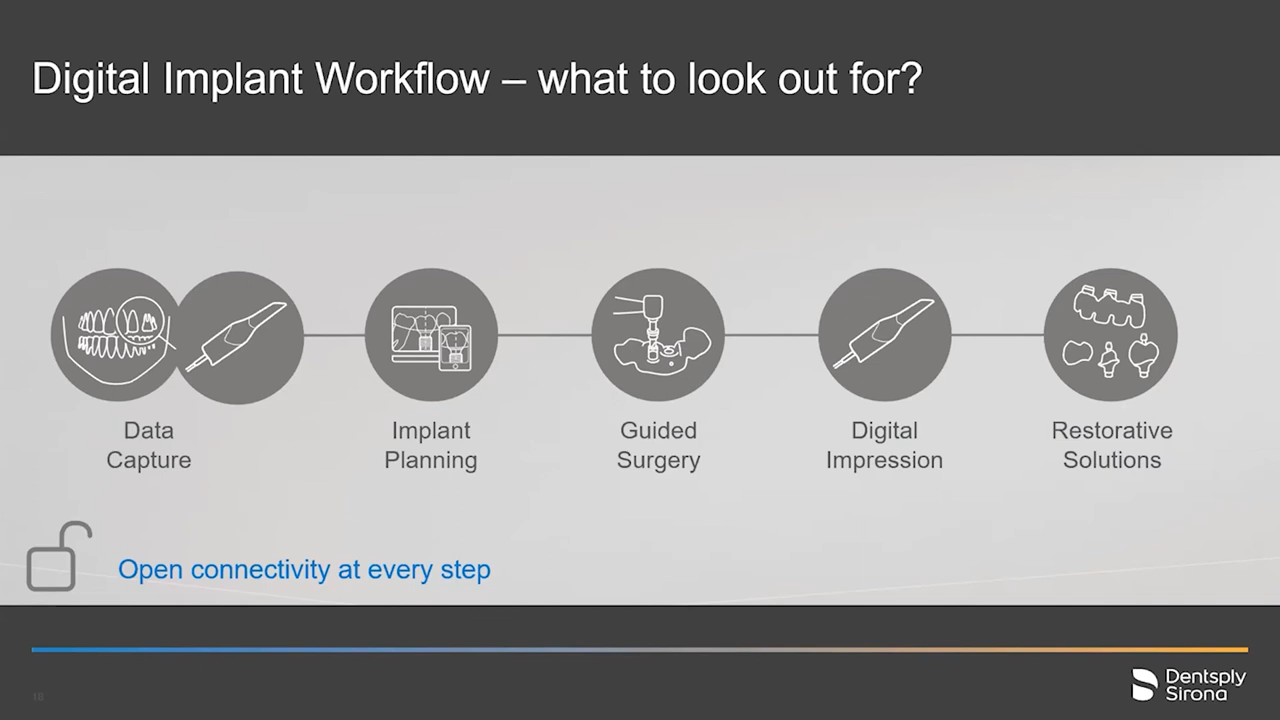 Digital Implant Workflow – what to look out for?
Data
Capture
Implant
Planning
Guided
Surgery
Digital
Impression
Restorative
Solutions
Open connectivity at every step
18
Dentsply
Sirona